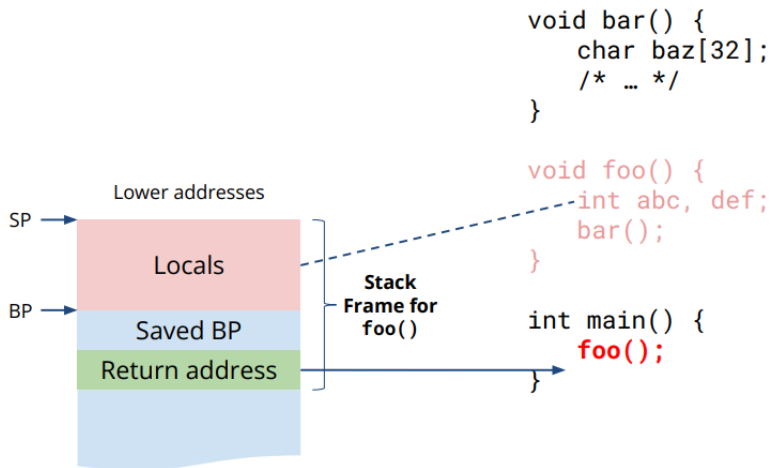 void bar() {
char baz[32];
/* … */
}
void foo() {
int abc, def;
bar();
}
int main() {
foo();
}
Lower addresses
SP
Locals
BP
Saved BP
Return address
Stack
Frame for
foo()